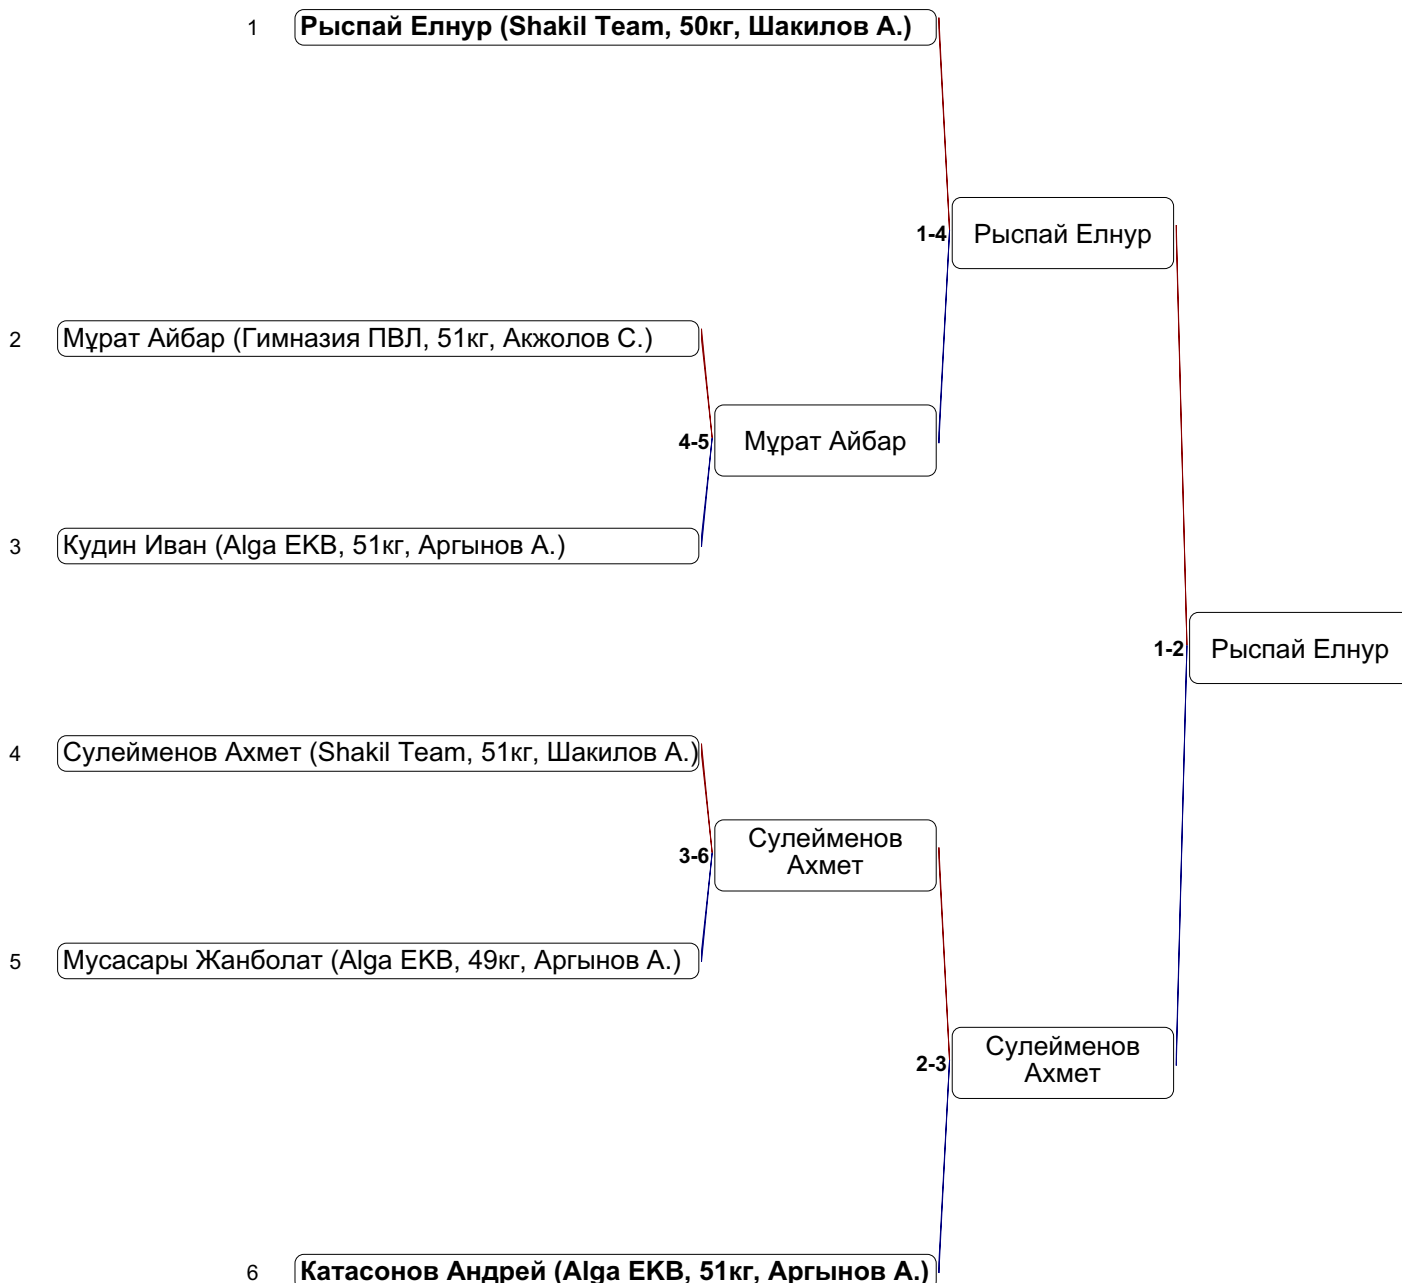 1 Рыспай Елнур (Shakil Team, 50кг, Шакилов А.)
1-4 Рыспай Елнур
2 Мұрат Айбар (Гимназия ПВЛ, 51кг, Акжолов С.)
4-5 Мұрат Айбар
3 Кудин Иван (Alga EKB, 51кг, Аргынов А.)
1-2 Рыспай Елнур
4 Сулейменов Ахмет (Shakil Team, 51кг, Шакилов А.)
3-6 Сулейменов
Ахмет
5 Мусасары Жанболат (Alga EKB, 49кг, Аргынов А.)
2-3 Сулейменов
Ахмет
6 Катасонов Андрей (Alga EKB, 51кг, Аргынов А.)